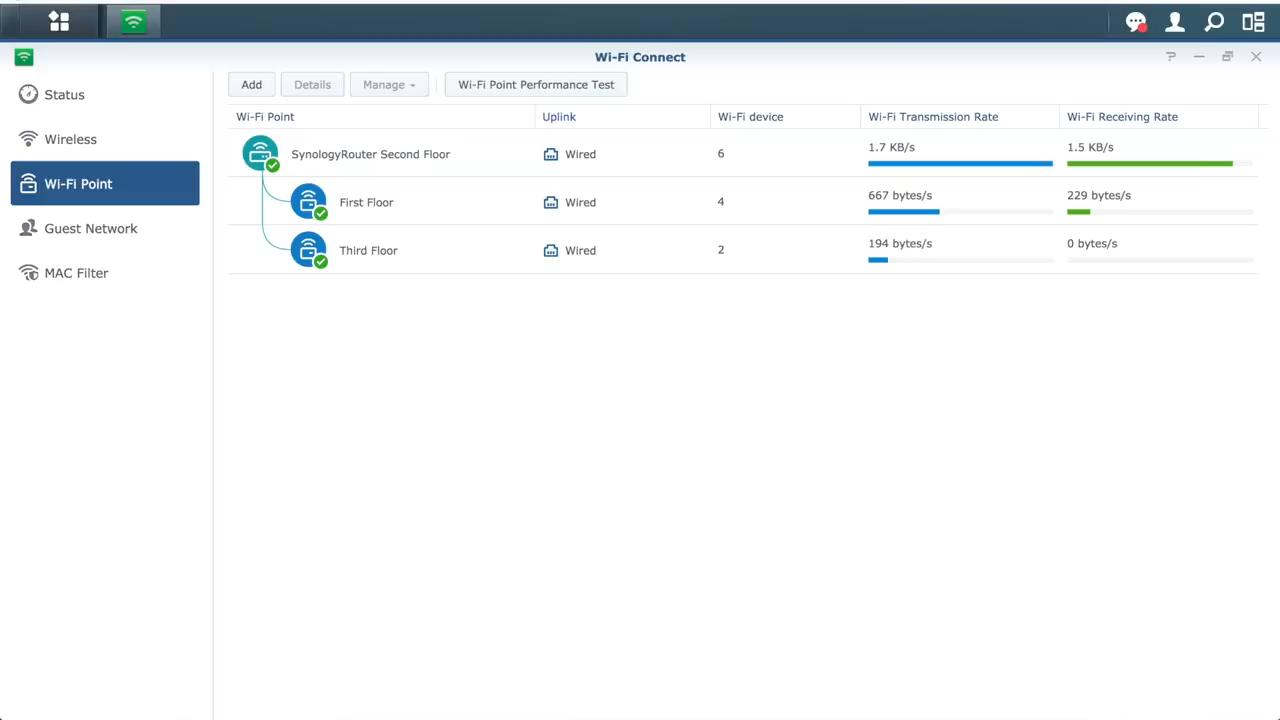 Wi-Fi Connect
?
Status
Wireless
Wi-Fi Point
Guest Network
MAC Filter
Add Details Manage Wi-Fi Point Performance Test
Wi-Fi Point Uplink Wi-Fi device Wi-Fi Transmission Rate Wi-Fi Receiving Rate
SynologyRouter Second Floor Wired 6 1.7 KB/s 1.5 KB/s
First Floor Wired 4 667 bytes/s 229 bytes/s
Third Floor Wired 2 194 bytes/s 0 bytes/s